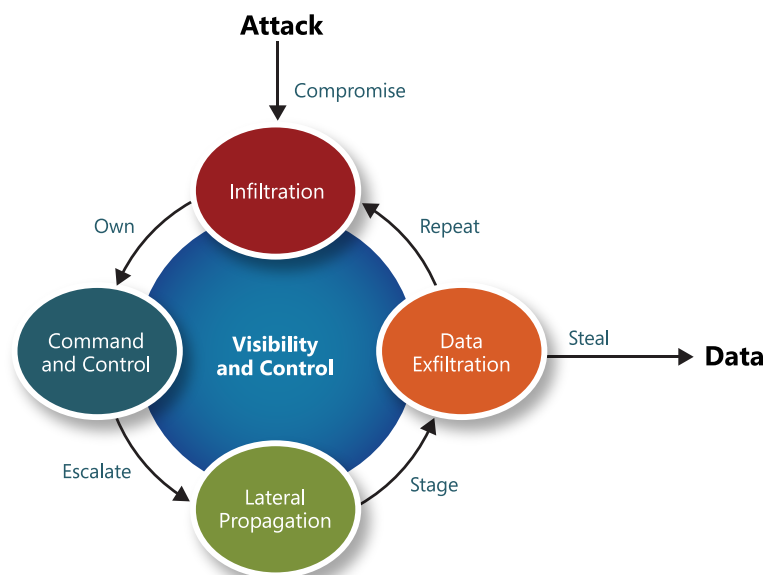 Attack
Compromise
Infiltration
Own
Repeat
Command
and Control
Visibility
and Control
Data
Exfiltration
Steal
Data
Escalate
Lateral
Propagation
Stage